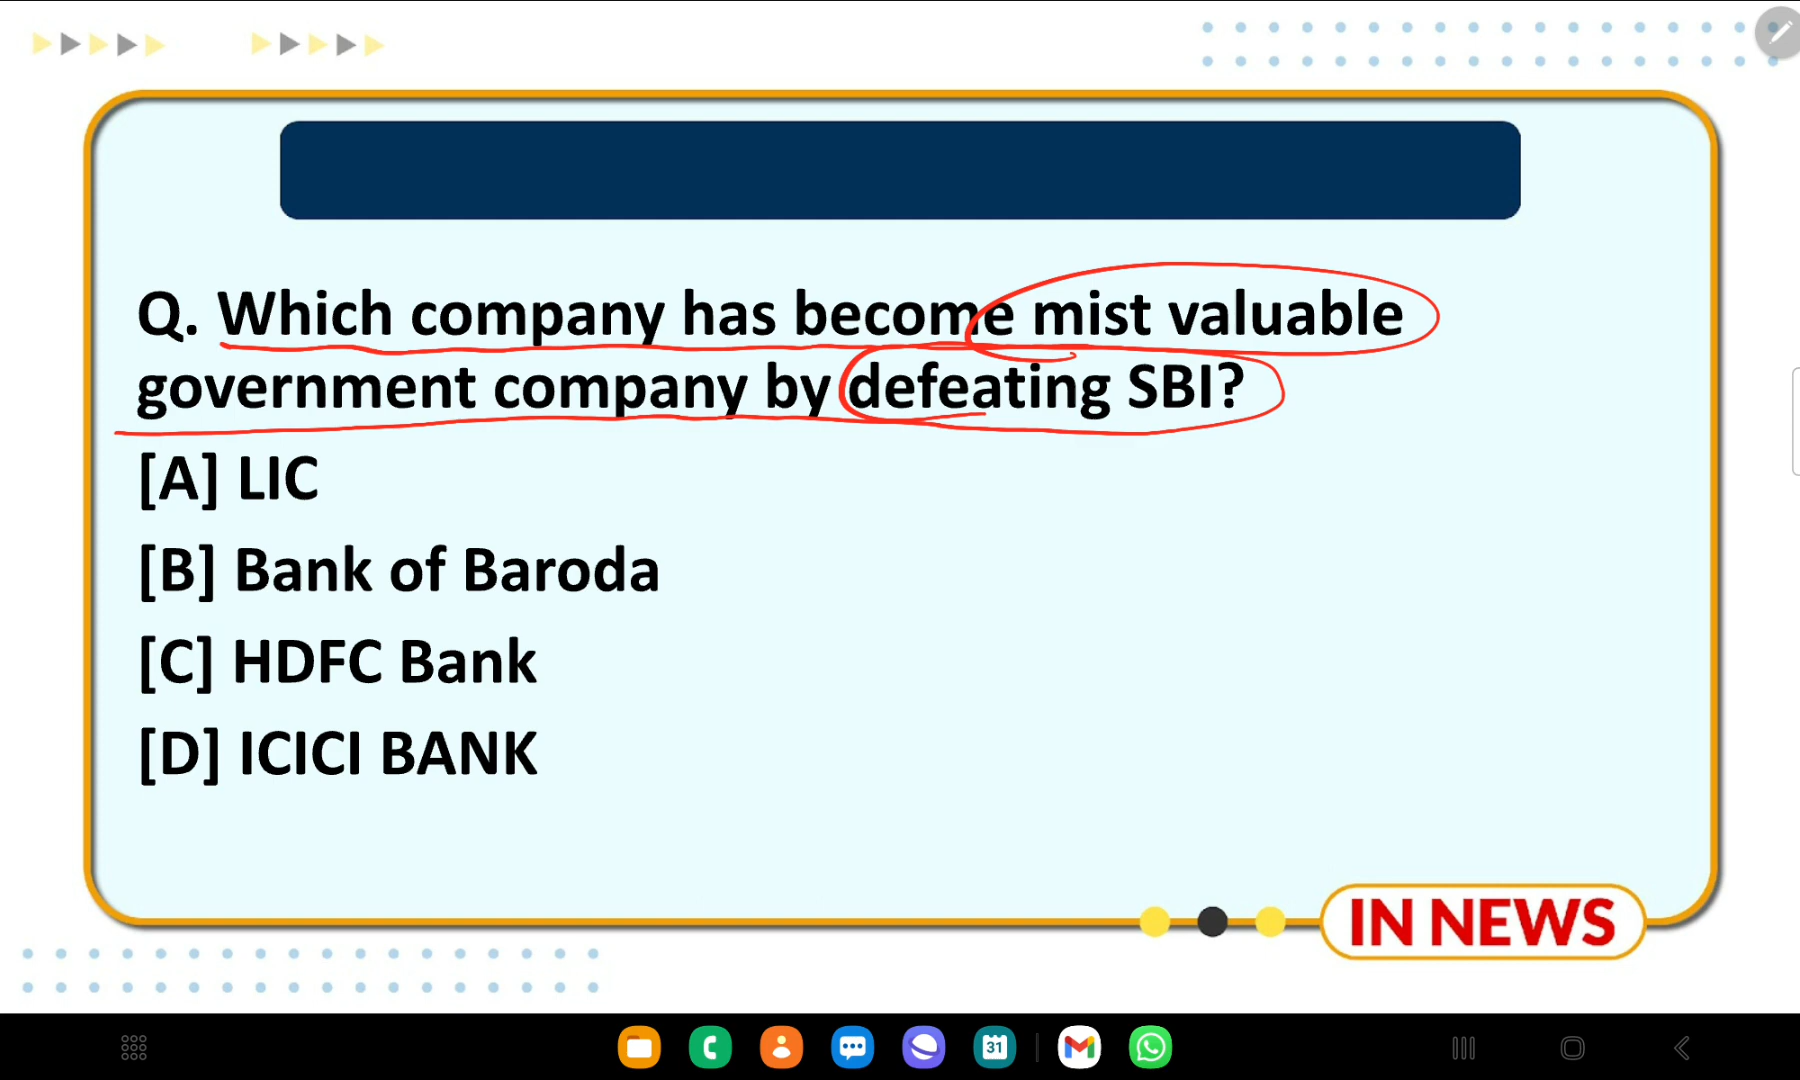 Q. Which company has become mist valuable
government company by defeating SBI?
[A] LIC
[B] Bank of Baroda
[C] HDFC Bank
[D] ICICI BANK
IN NEWS
31